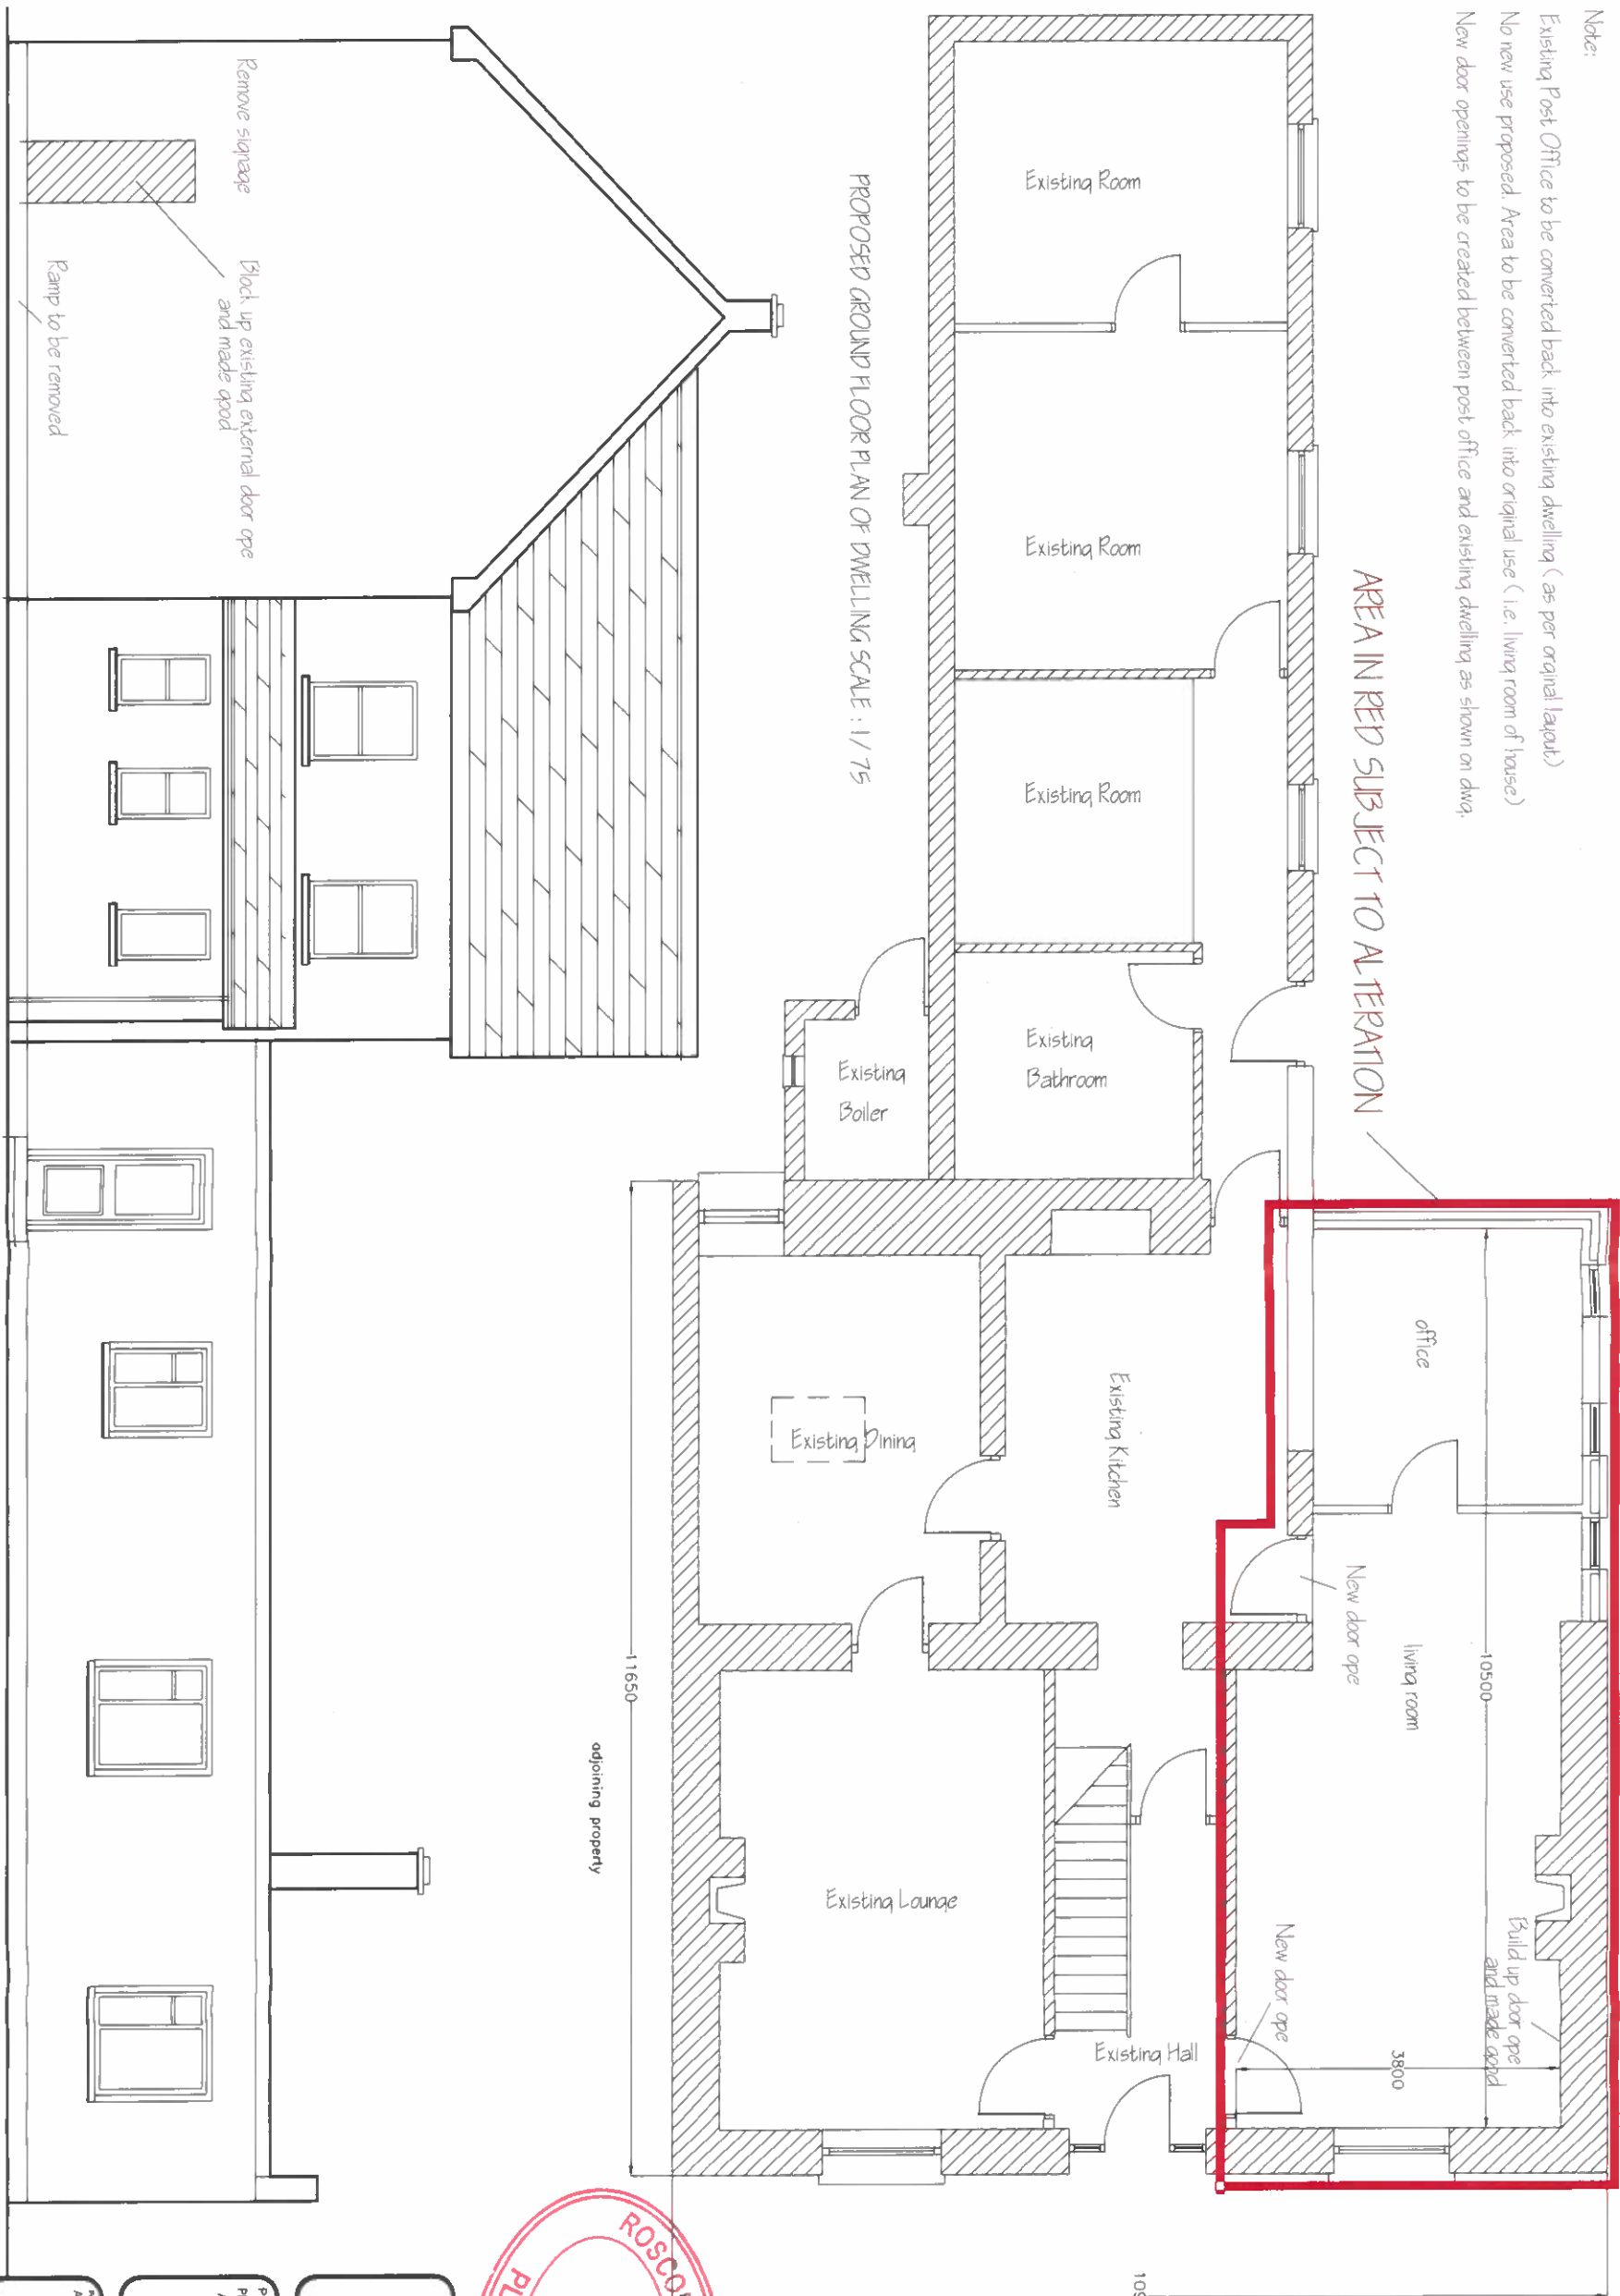 Note:
Existing Post Office to be converted back into existing dwelling ( as per orginal layout.)
No new use proposed. Area to be converted back into original use ( i.e. living room of house)
New door openings to be created between post office and existing dwelling as shown on dwg.
AREA IN RED SUBJECT TO ALTERATION
office
living room
New door ope
New door ope
Build up door ope
and made good
10500
3800
Existing Room
Existing Room
Existing Room
Existing
Bathroom
Existing
Boiler
Existing Kitchen
Existing Dining
Existing Lounge
Existing Hall
11650
adjoining property
PROPOSED GROUND FLOOR PLAN OF DWELLING SCALE : 1/ 75
Remove signage
Block up existing external door ope
and made good
Ramp to be removed